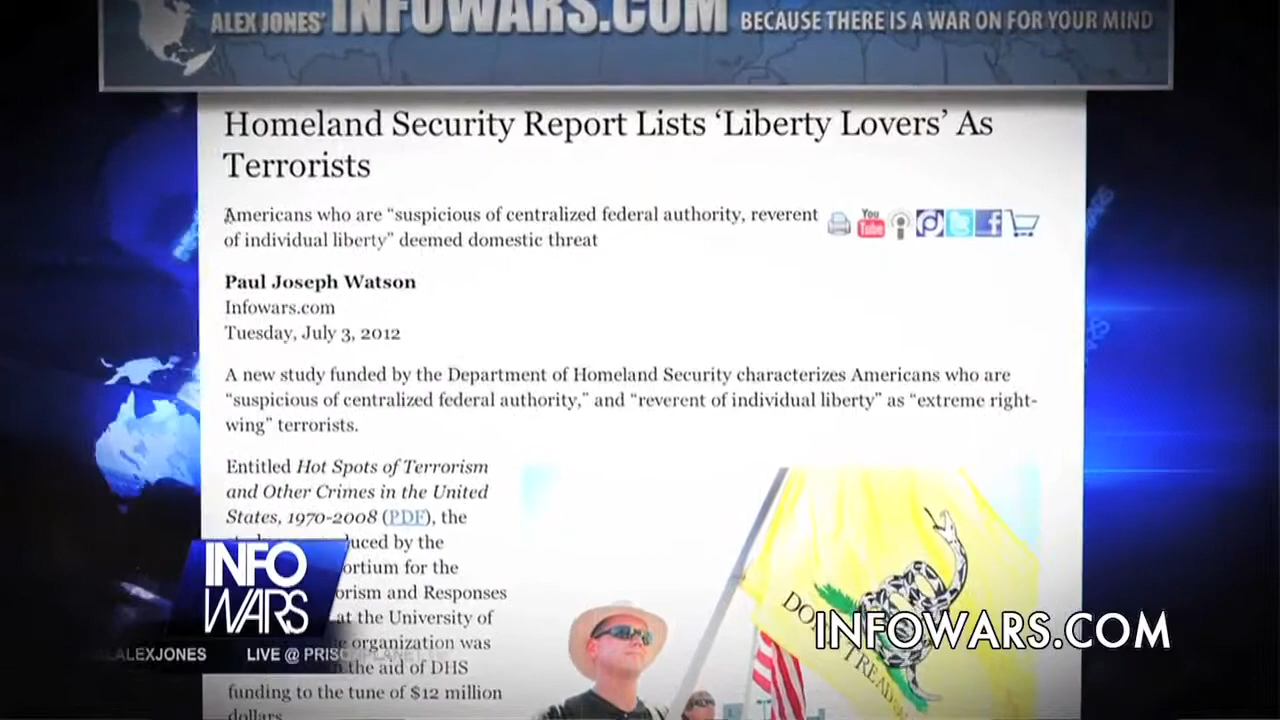 ALEX JONES' INFOWARS.COM BECAUSE THERE IS A WAR ON FOR YOUR MIND
Homeland Security Report Lists ‘Liberty Lovers’ As
Terrorists
Americans who are “suspicious of centralized federal authority, reverent
of individual liberty” deemed domestic threat
You
Tube
Paul Joseph Watson
Infowars.com
Tuesday, July 3, 2012
A new study funded by the Department of Homeland Security characterizes Americans who are
“suspicious of centralized federal authority,” and “reverent of individual liberty” as “extreme right-
wing” terrorists.
Entitled Hot Spots of Terrorism
and Other Crimes in the United
States, 1970-2008 (PDF), the
by the
for the
and Responses
at the University of
organization was
the aid of DHS
funding to the tune of $12 million
dollars
INFO
WARS
ALEXJONES LIVE @
DON'T TREAD
INFOWARS.COM